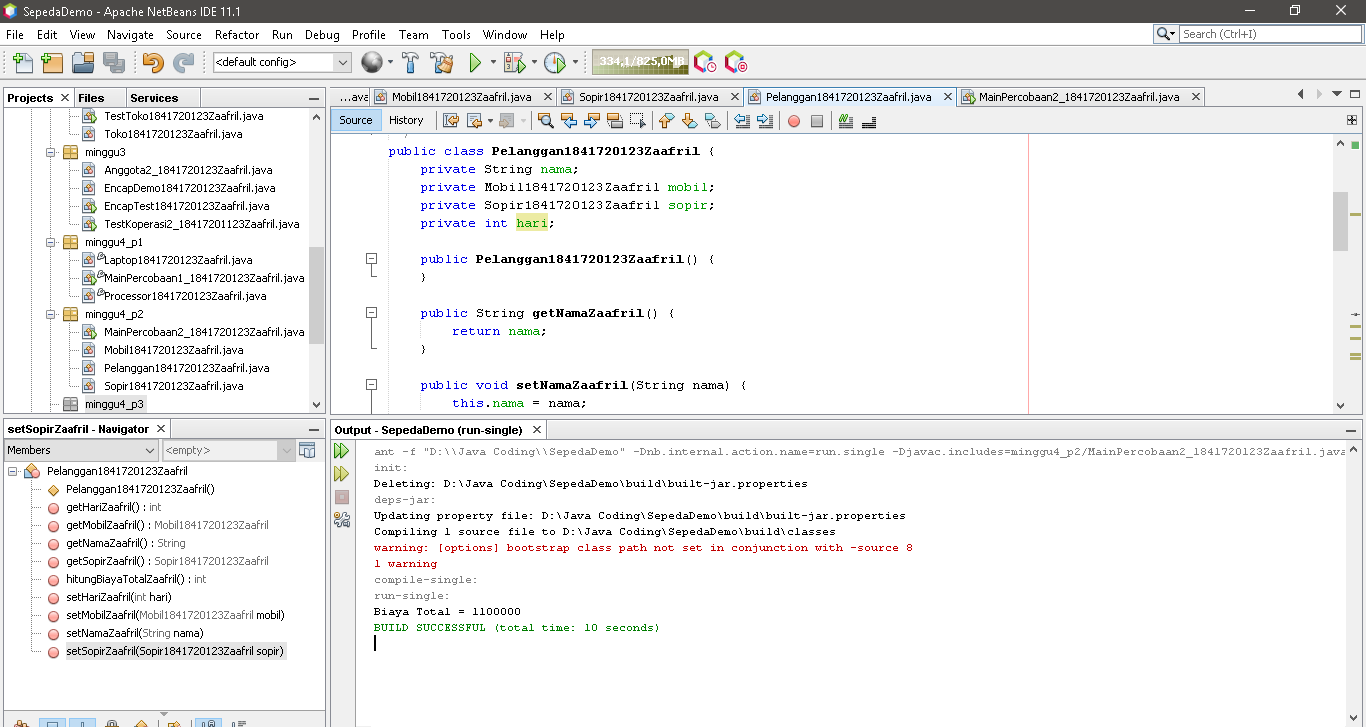 SepedaDemo - Apache NetBeans IDE 11.1
File Edit View Navigate Source Refactor Run Debug Profile Team Tools Window Help
Search (Ctrl+I)
<default config>
334,1/825,0MB
Projects Files Services
TestToko1841720123Zaafril.java
Toko1841720123Zaafril.java
minggu3
Anggota2_1841720123Zaafril.java
EncapDemo1841720123Zaafril.java
EncapTest1841720123Zaafril.java
TestKoperasi2_18417201123Zaafril.java
minggu4_p1
Laptop1841720123Zaafril.java
MainPercobaan1_1841720123Zaafril.java
Processor1841720123Zaafril.java
minggu4_p2
MainPercobaan2_1841720123Zaafril.java
Mobil1841720123Zaafril.java
Pelanggan1841720123Zaafril.java
Sopir1841720123Zaafril.java
minggu4_p3
...ava Mobil1841720123Zaafril.java Sopir1841720123Zaafril.java Pelanggan1841720123Zaafril.java MainPercobaan2_1841720123Zaafril.java
Source History
public class Pelanggan1841720123Zaafril {
private String nama;
private Mobil1841720123Zaafril mobil;
private Sopir1841720123Zaafril sopir;
private int hari;
public Pelanggan1841720123Zaafril() {
}
public String getNamaZaafril() {
return nama;
}
public void setNamaZaafril(String nama) {
this.nama = nama;
setSopirZaafril - Navigator
Members <empty>
Pelanggan1841720123Zaafril
Pelanggan1841720123Zaafril()
getHariZaafril() : int
getMobilZaafril() : Mobil1841720123Zaafril
getNamaZaafril() : String
getSopirZaafril() : Sopir1841720123Zaafril
hitungBiayaTotalZaafril() : int
setHariZaafril(int hari)
setMobilZaafril(Mobil1841720123Zaafril mobil)
setNamaZaafril(String nama)
setSopirZaafril(Sopir1841720123Zaafril sopir)
Output - SepedaDemo (run-single)
ant -f "D:\\Java Coding\\SepedaDemo" -Dnb.internal.action.name=run.single -Djavac.includes=minggu4_p2/MainPercobaan2_1841720123Zaafril.java
init:
Deleting: D:\Java Coding\SepedaDemo\build\built-jar.properties
deps-jar:
Updating property file: D:\Java Coding\SepedaDemo\build\built-jar.properties
Compiling 1 source file to D:\Java Coding\SepedaDemo\build\classes
warning: [options] bootstrap class path not set in conjunction with -source 8
1 warning
compile-single:
run-single:
Biaya Total = 1100000
BUILD SUCCESSFUL (total time: 10 seconds)